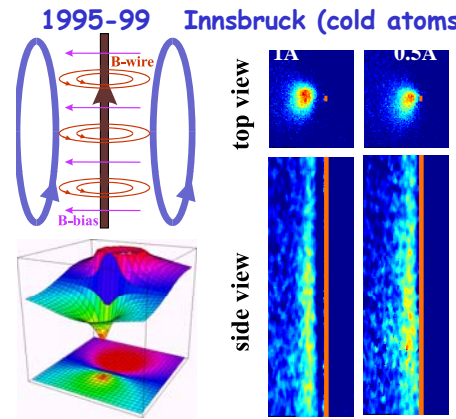 1995-99 Innsbruck (cold atoms
B-wire
B-bias
1A 0.5A
top view
side view